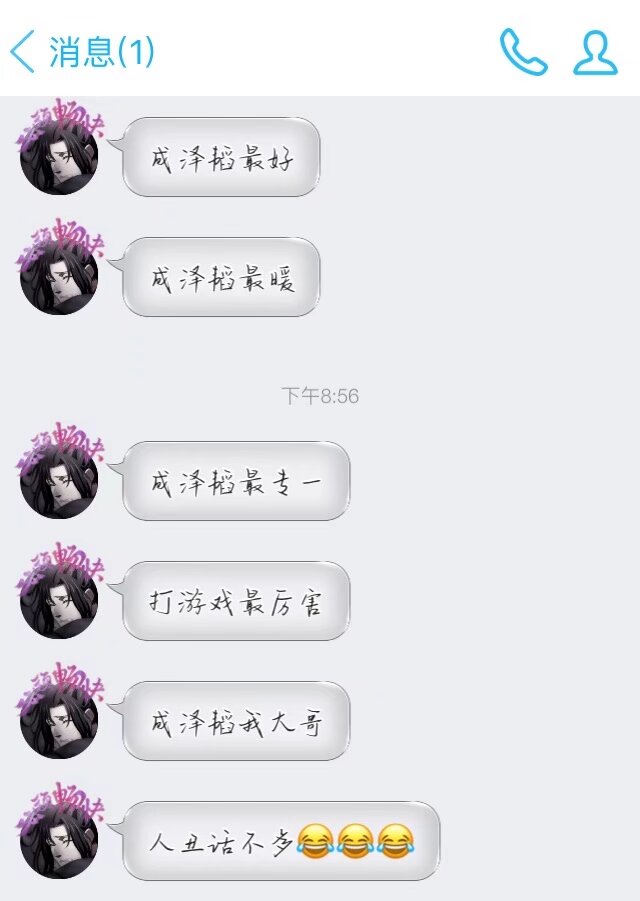 消息(1)
成泽韬最好
成泽韬最暖
下午8:56
成泽韬最专一
打游戏最厉害
成泽韬我大哥
人丑话不多😂😂😂